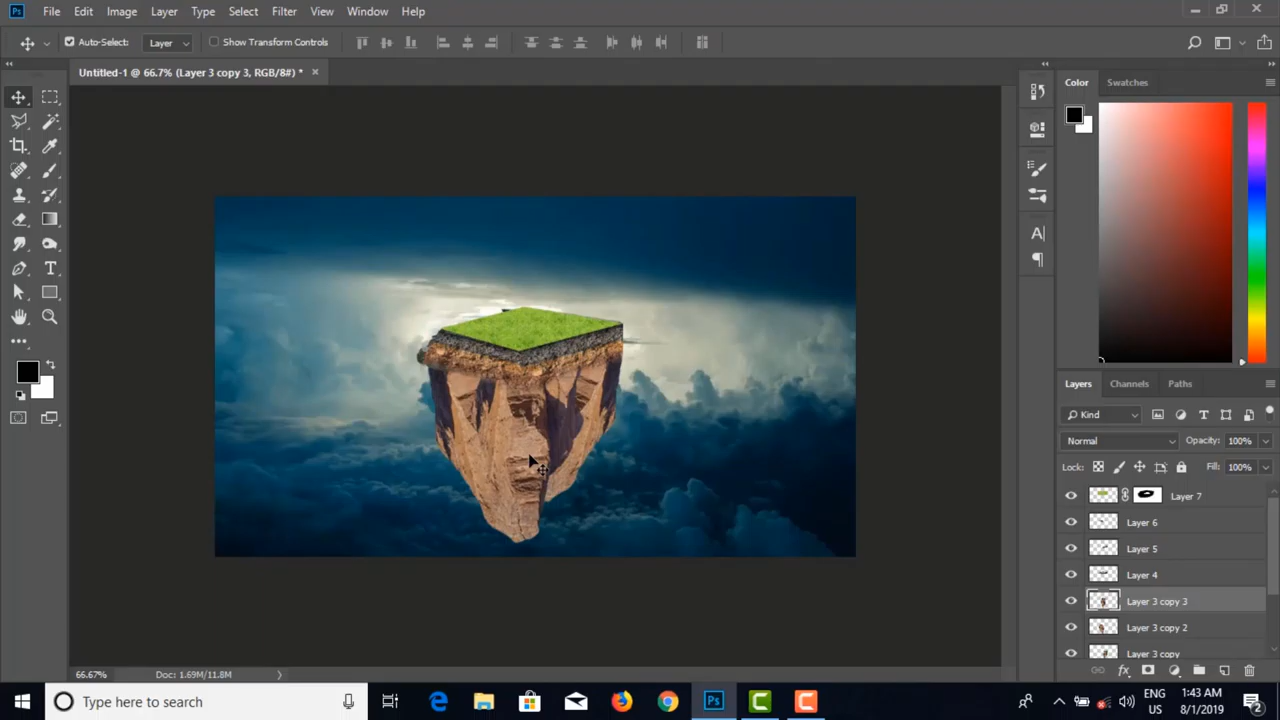 Ps File Edit Image Layer Type Select Filter View Window Help
Auto-Select: Layer Show Transform Controls
Untitled-1 @ 66.7% (Layer 3 copy 3, RGB/8#) * ×
Color Swatches
Layers Channels Paths
Kind
Normal Opacity: 100%
Lock: Fill: 100%
Layer 7
Layer 6
Layer 5
Layer 4
Layer 3 copy 3
Layer 3 copy 2
Layer 3 copy
66.67% Doc: 1.69M/11.8M
Type here to search
ENG 1:43 AM
US 8/1/2019
2